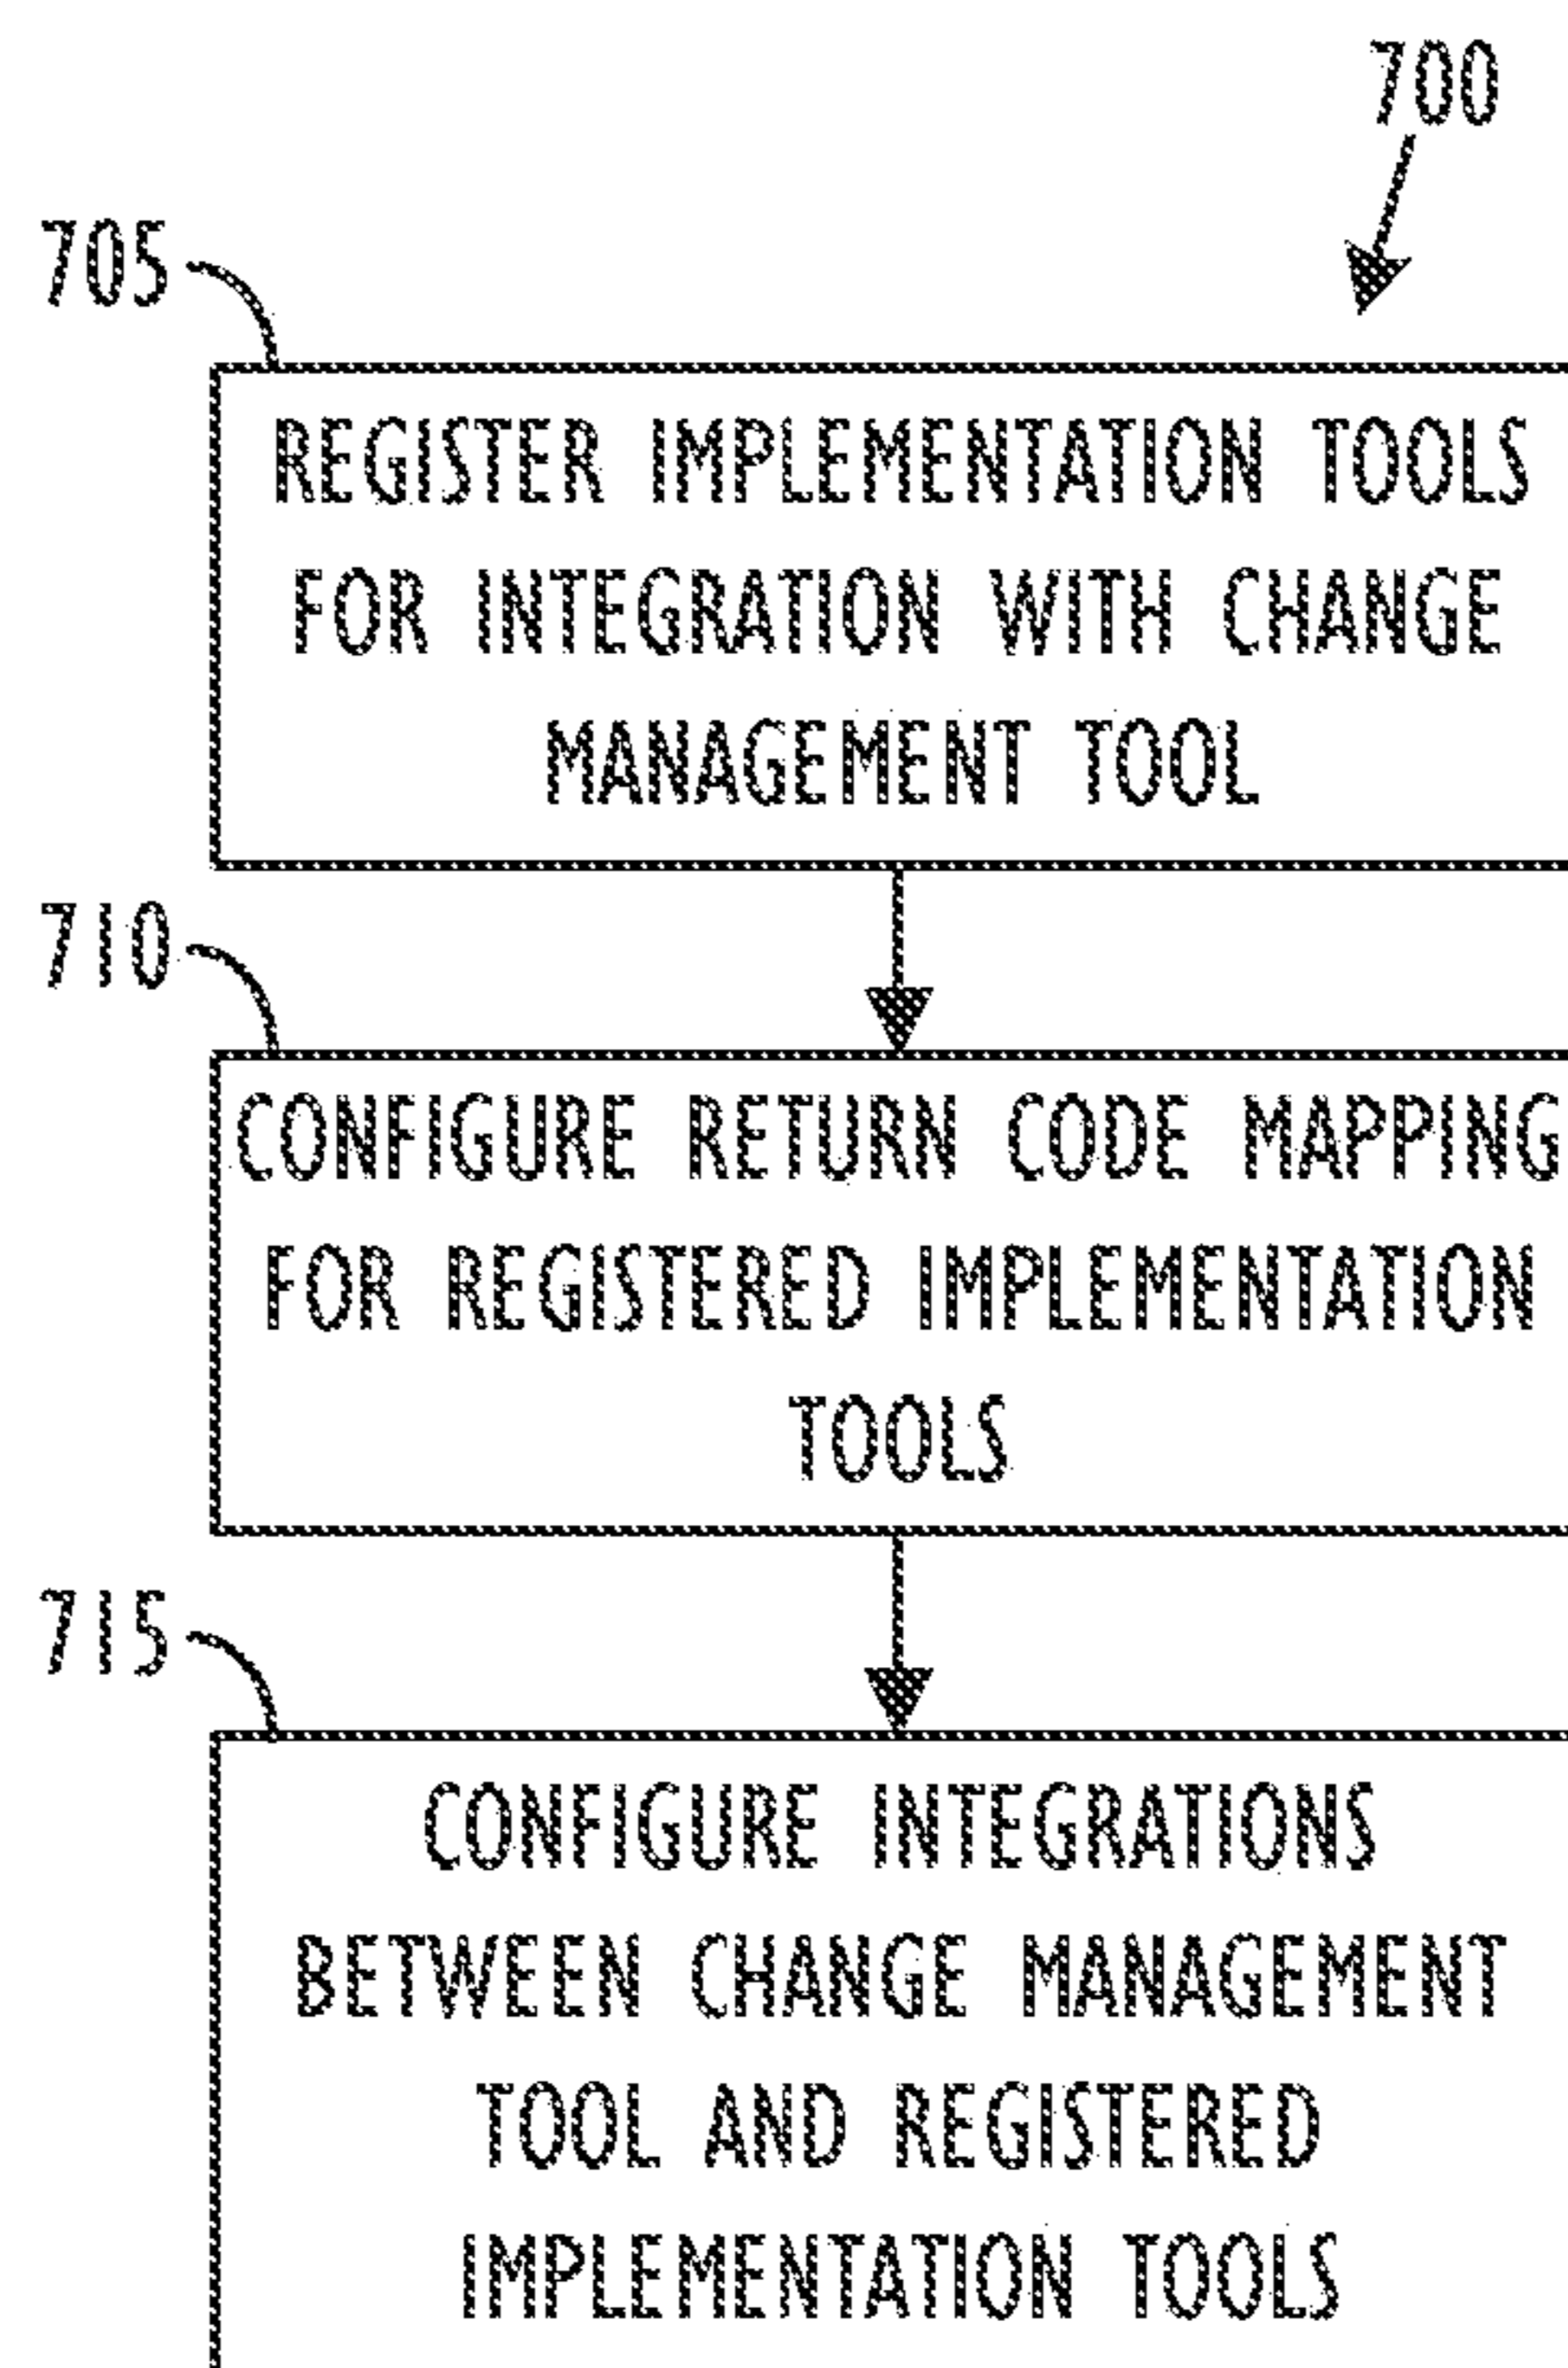 700
705
REGISTER IMPLEMENTATION TOOLS
FOR INTEGRATION WITH CHANGE
MANAGEMENT TOOL
710
CONFIGURE RETURN CODE MAPPING
FOR REGISTERED IMPLEMENTATION
TOOLS
715
CONFIGURE INTEGRATIONS
BETWEEN CHANGE MANAGEMENT
TOOL AND REGISTERED
IMPLEMENTATION TOOLS